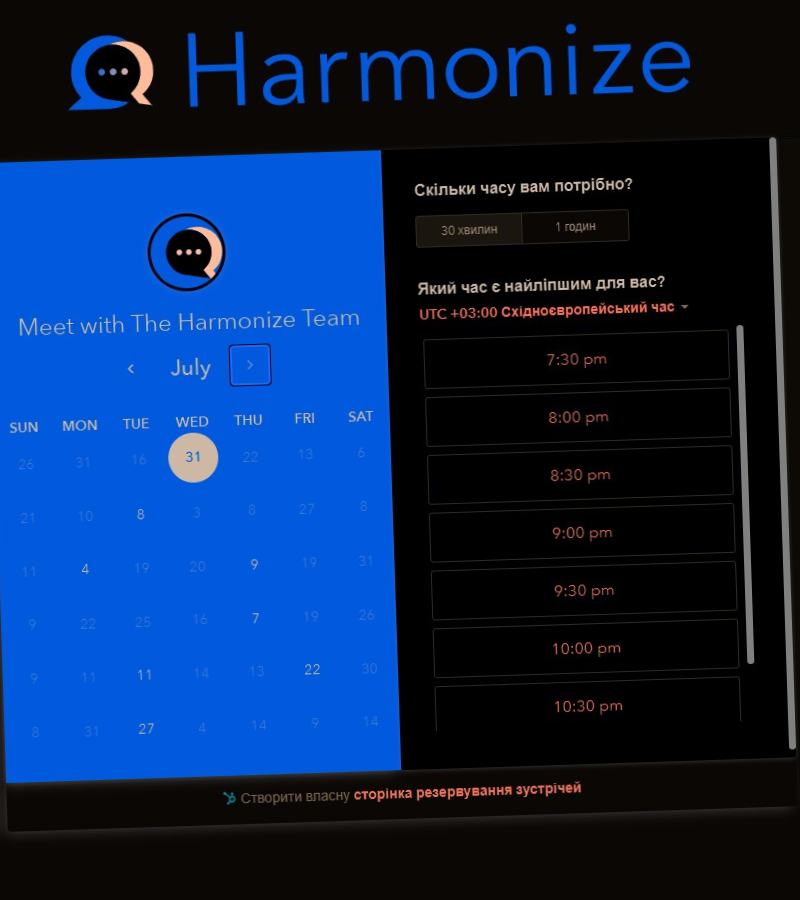 Harmonize
Meet with The Harmonize Team
July
SUN MON TUE WED THU FRI SAT
26 31 16 31 22 13 6
21 10 8 3 8 27 8
11 4 19 20 9 19 31
9 22 25 16 7 19 26
9 11 11 14 13 22 30
8 31 27 4 14 9 14
Скільки часу вам потрібно?
30 хвилин 1 годин
Який час є найліпшим для вас?
UTC +03:00 Східноєвропейський час
7:30 pm
8:00 pm
8:30 pm
9:00 pm
9:30 pm
10:00 pm
10:30 pm
Створити власну сторінка резервування зустрічей